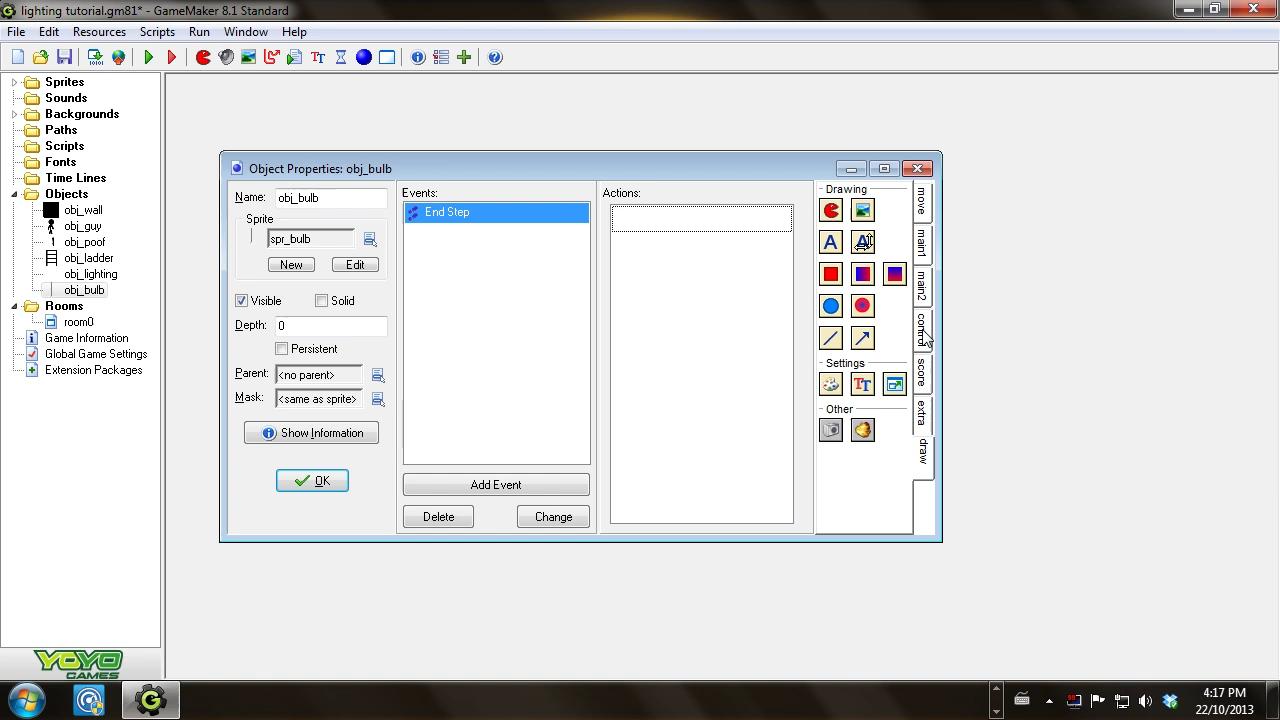 lighting tutorial.gm81* - GameMaker 8.1 Standard
File Edit Resources Scripts Run Window Help
Sprites
Sounds
Backgrounds
Paths
Scripts
Fonts
Time Lines
Objects
obj_wall
obj_guy
obj_poof
obj_ladder
obj_lighting
obj_bulb
Rooms
room0
Game Information
Global Game Settings
Extension Packages
YOYO
GAMES
Object Properties: obj_bulb
Name: obj_bulb
Sprite
spr_bulb
New Edit
Visible Solid
Depth: 0
Persistent
Parent: <no parent>
Mask: <same as sprite>
Show Information
OK
Events:
End Step
Add Event
Delete Change
Actions:
Drawing
Settings
Other
move
main1
main2
score
extra
draw
4:17 PM
22/10/2013